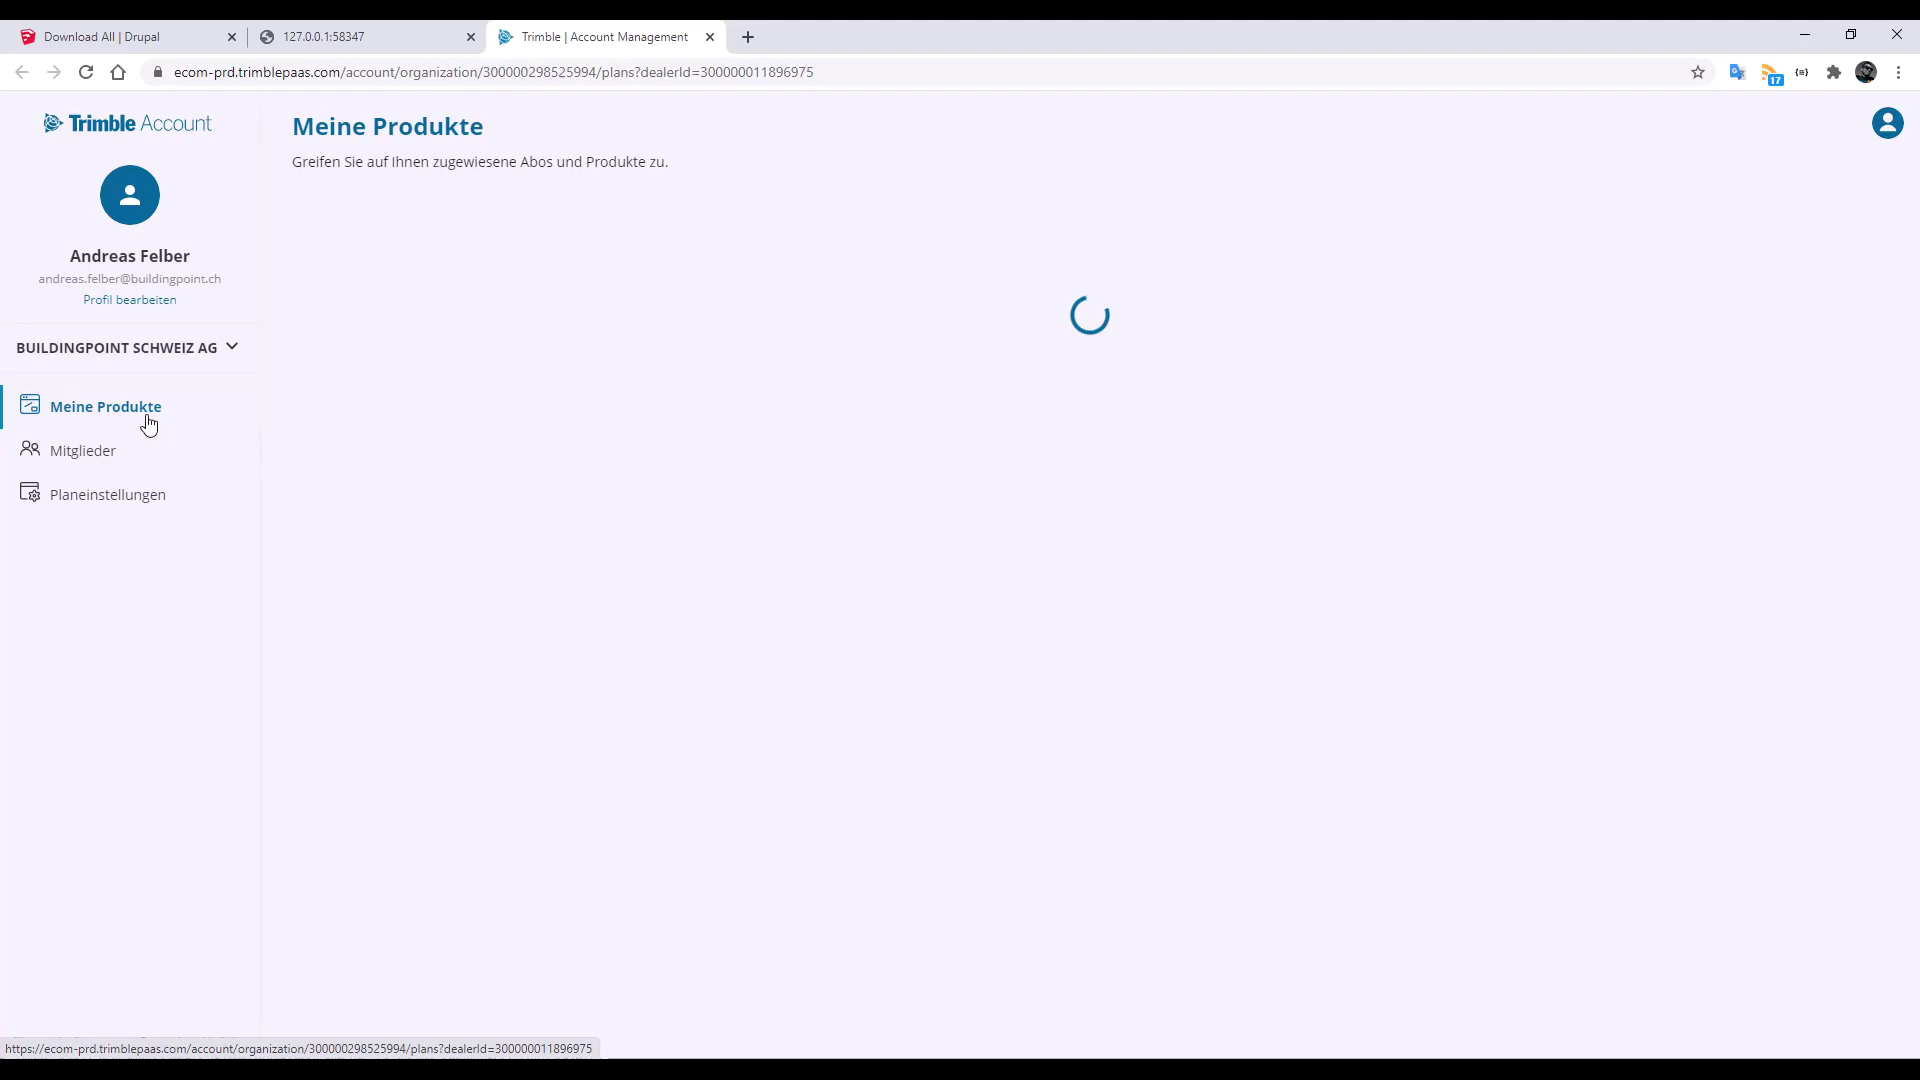 Download All | Drupal
127.0.0.1:58347
Trimble | Account Management
ecom-prd.trimblepaas.com/account/organization/300000298525994/plans?dealerId=300000011896975
17
Trimble Account
Andreas Felber
andreas.felber@buildingpoint.ch
Profil bearbeiten
BUILDINGPOINT SCHWEIZ AG
Meine Produkte
Mitglieder
Planeinstellungen
Meine Produkte
Greifen Sie auf Ihnen zugewiesene Abos und Produkte zu.
https://ecom-prd.trimblepaas.com/account/organization/300000298525994/plans?dealerId=300000011896975